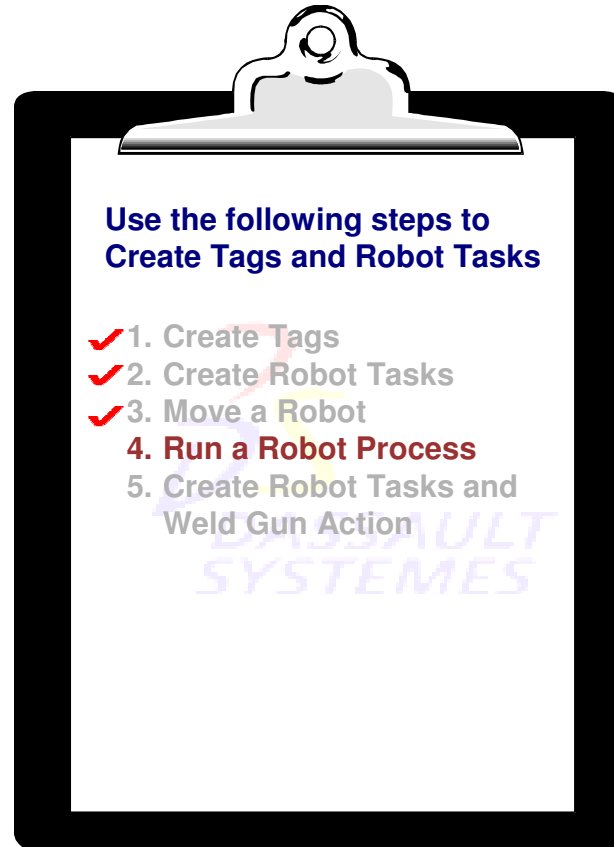 Use the following steps to
Create Tags and Robot Tasks
1. Create Tags
2. Create Robot Tasks
3. Move a Robot
4. Run a Robot Process
5. Create Robot Tasks and
Weld Gun Action
DASSAULT
SYSTEMES